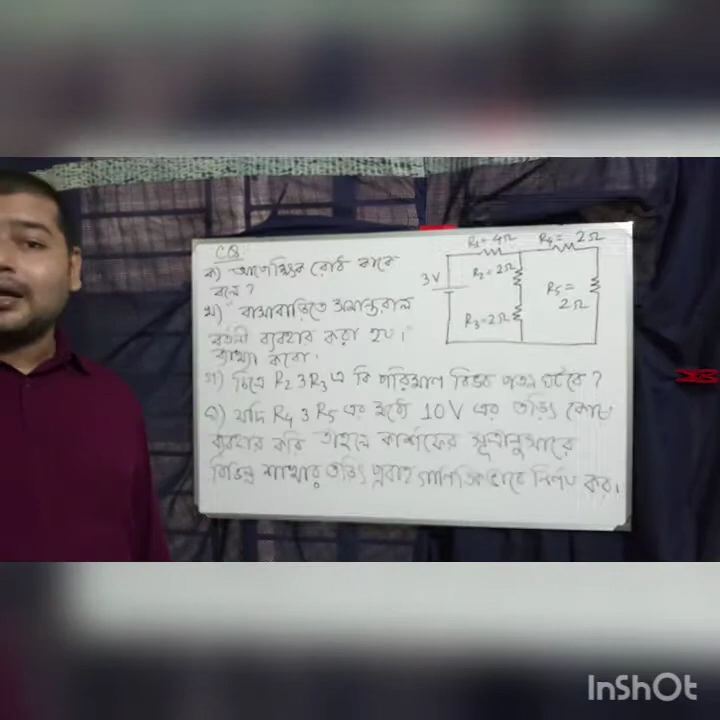 CQ
ক) আপেক্ষিক রোধ কাকে
বলে?
খ) "বাসাবাড়িতে সমান্তরাল
বর্তনী ব্যবহার করা হয়।"
ব্যাখ্যা করো।
R₁=4Ω
R₄= 2Ω
3V
R₂=2Ω
R₅=
2Ω
R₃=2Ω
গ) চিত্রে R₂ ও R₃ এ কি পরিমাণ বিভব পতন ঘটবে?
ঘ) যদি R₄ ও R₅ এর মধ্যে 10V এর তড়িৎ কোষ
ব্যবহার করি তাহলে কার্শফের সূত্রানুসারে
বিভিন্ন শাখার তড়িৎ প্রবাহ গাণিতিকভাবে নির্ণয় কর।
InShOt